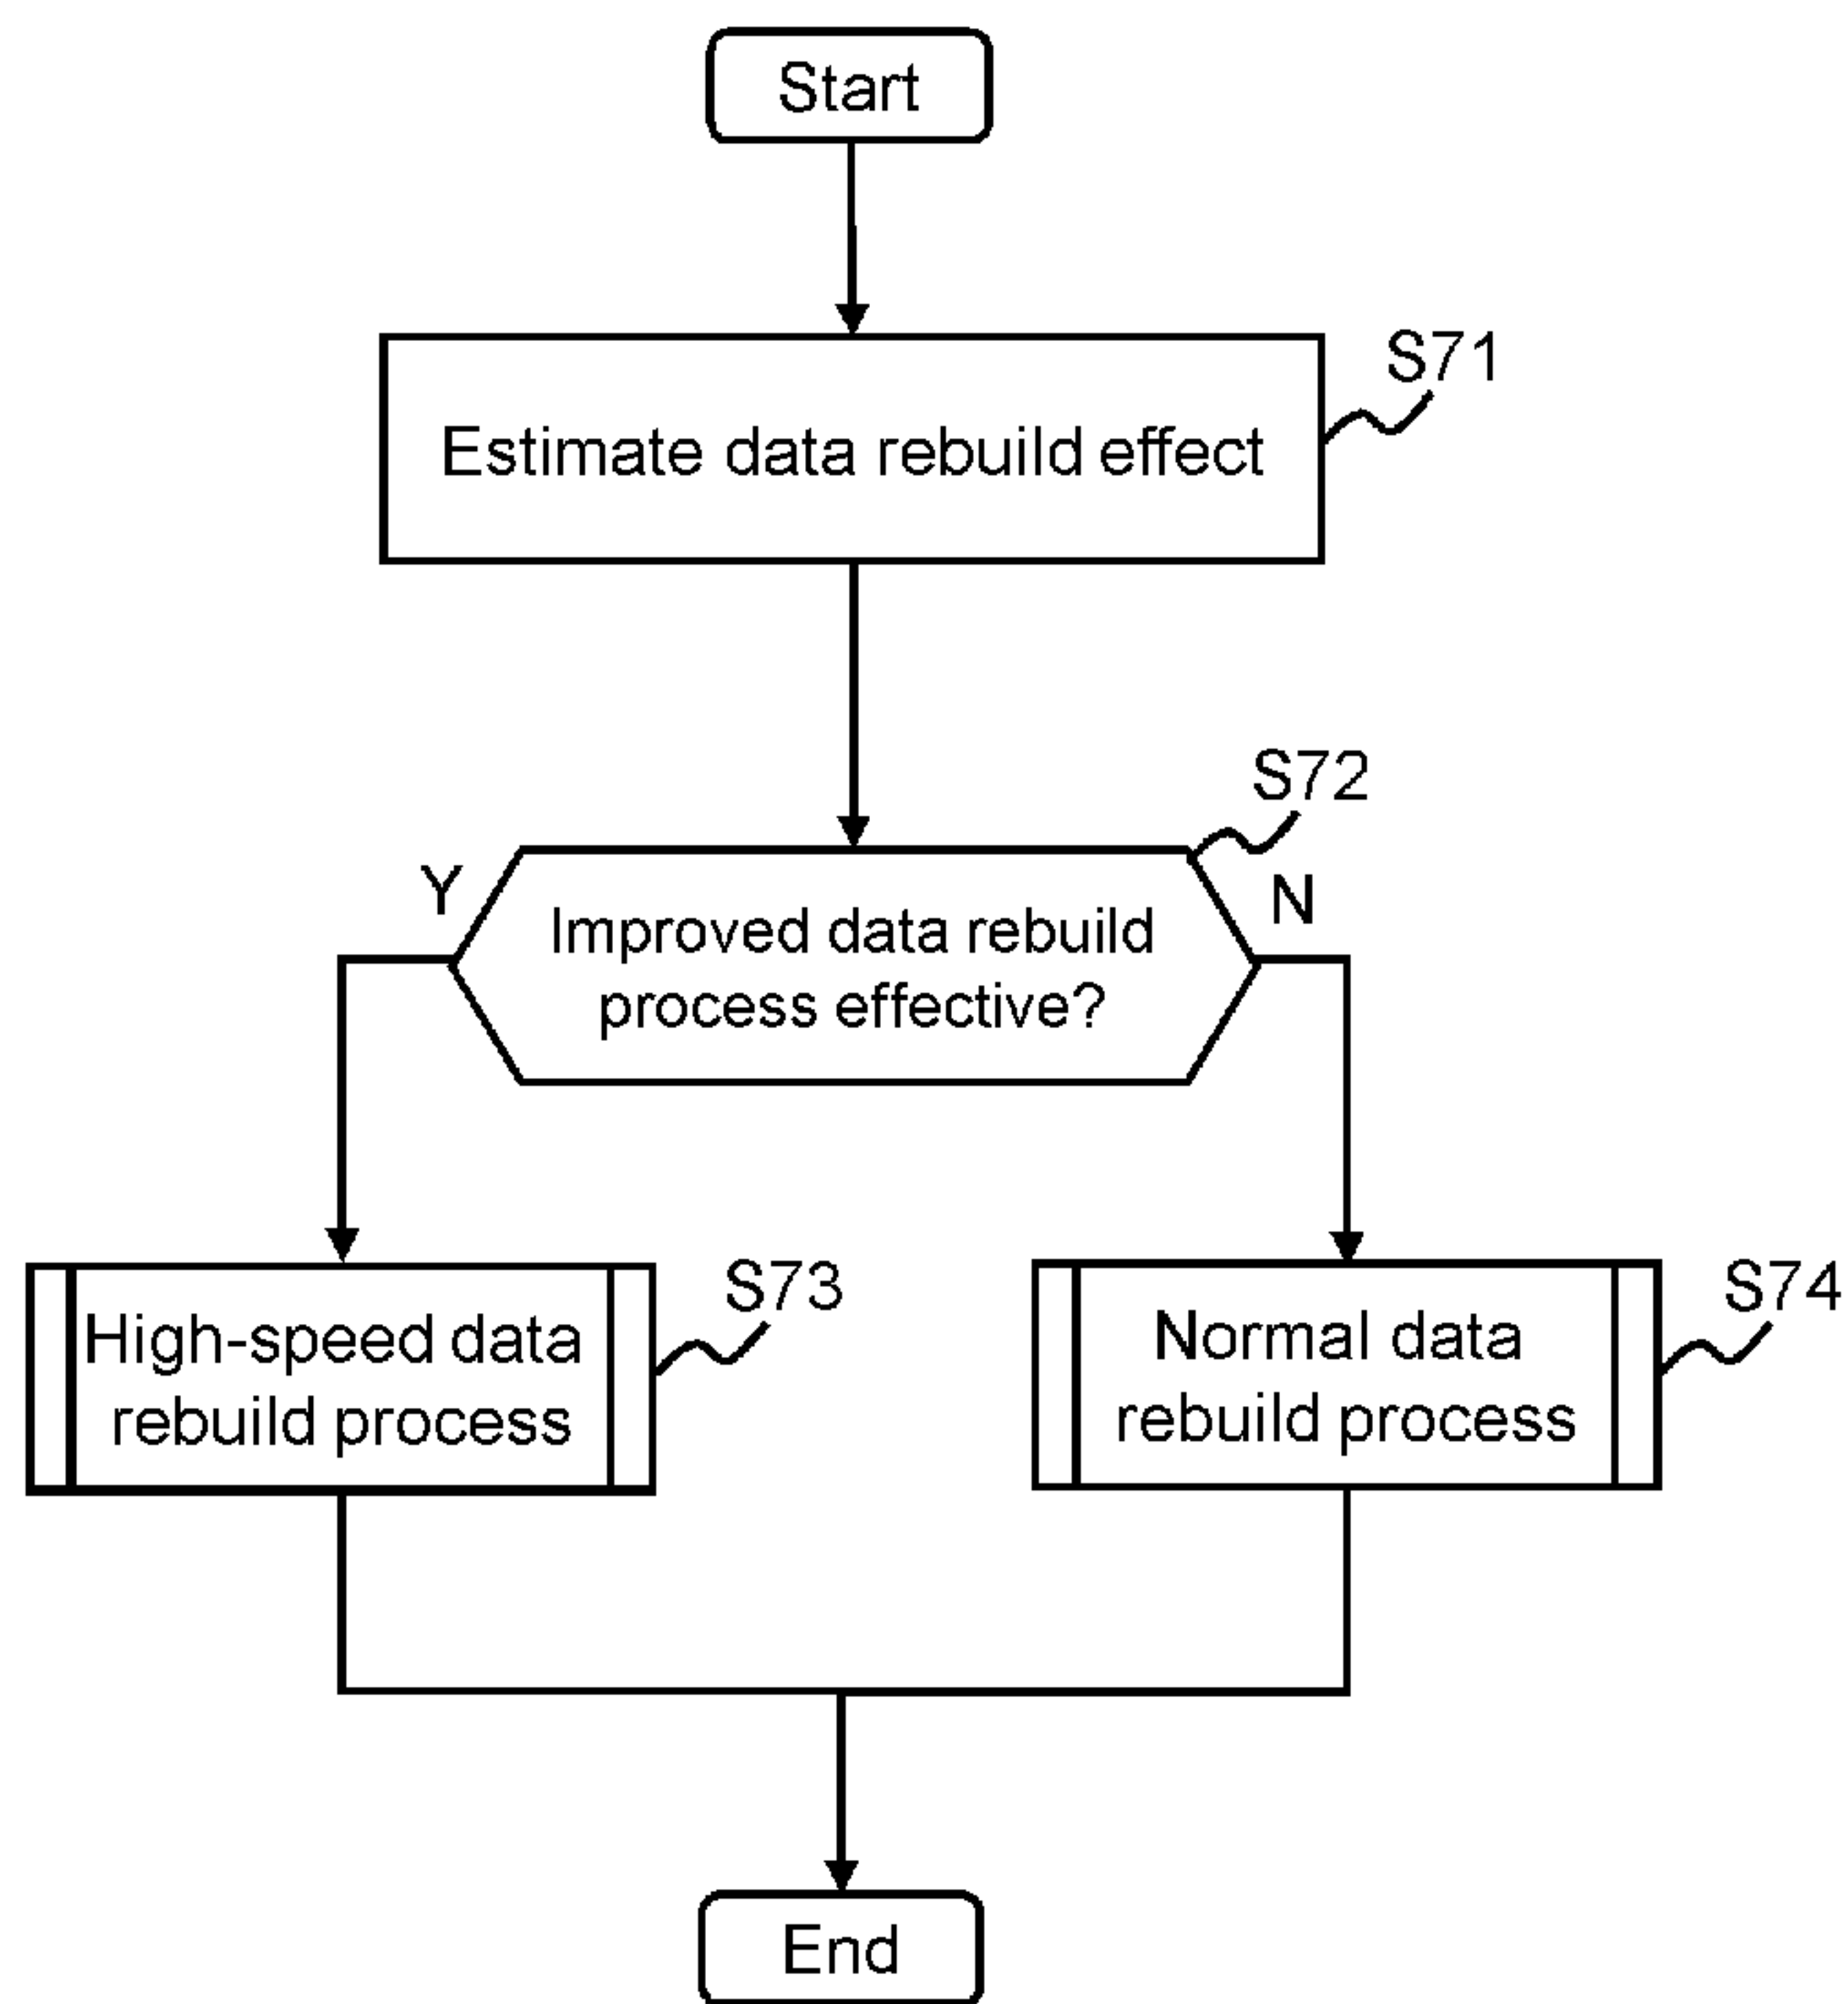 Start
S71
Estimate data rebuild effect
S72
Y
N
Improved data rebuild
process effective?
S73
S74
High-speed data
rebuild process
Normal data
rebuild process
End